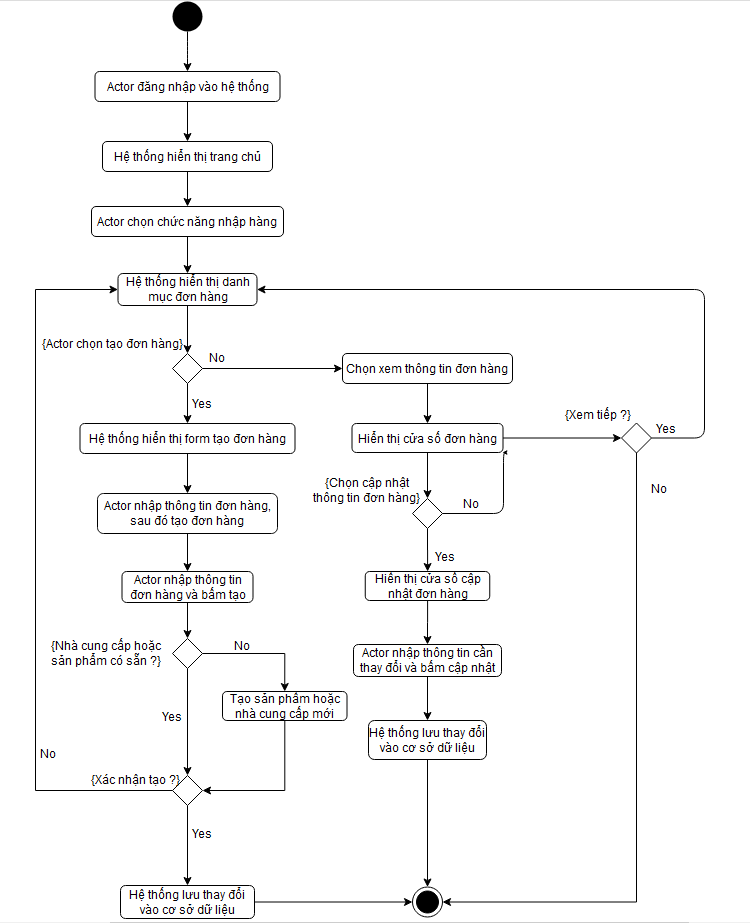 Actor đăng nhập vào hệ thống
Hệ thống hiển thị trang chủ
Actor chọn chức năng nhập hàng
Hệ thống hiển thị danh
mục đơn hàng
{Actor chọn tạo đơn hàng}
No
Yes
Chọn xem thông tin đơn hàng
Hệ thống hiển thị form tạo đơn hàng
Hiển thị cửa số đơn hàng
{Xem tiếp ?}
Yes
No
{Chọn cập nhật
thông tin đơn hàng}
No
Yes
Actor nhập thông tin đơn hàng,
sau đó tạo đơn hàng
Actor nhập thông tin
đơn hàng và bấm tạo
Hiển thị cửa số cập
nhật đơn hàng
{Nhà cung cấp hoặc
sản phẩm có sẵn ?}
No
Yes
Actor nhập thông tin cần
thay đổi và bấm cập nhật
Tạo sản phẩm hoặc
nhà cung cấp mới
Hệ thống lưu thay đổi
vào cơ sở dữ liệu
No
{Xác nhận tạo ?}
Yes
Hệ thống lưu thay đổi
vào cơ sở dữ liệu